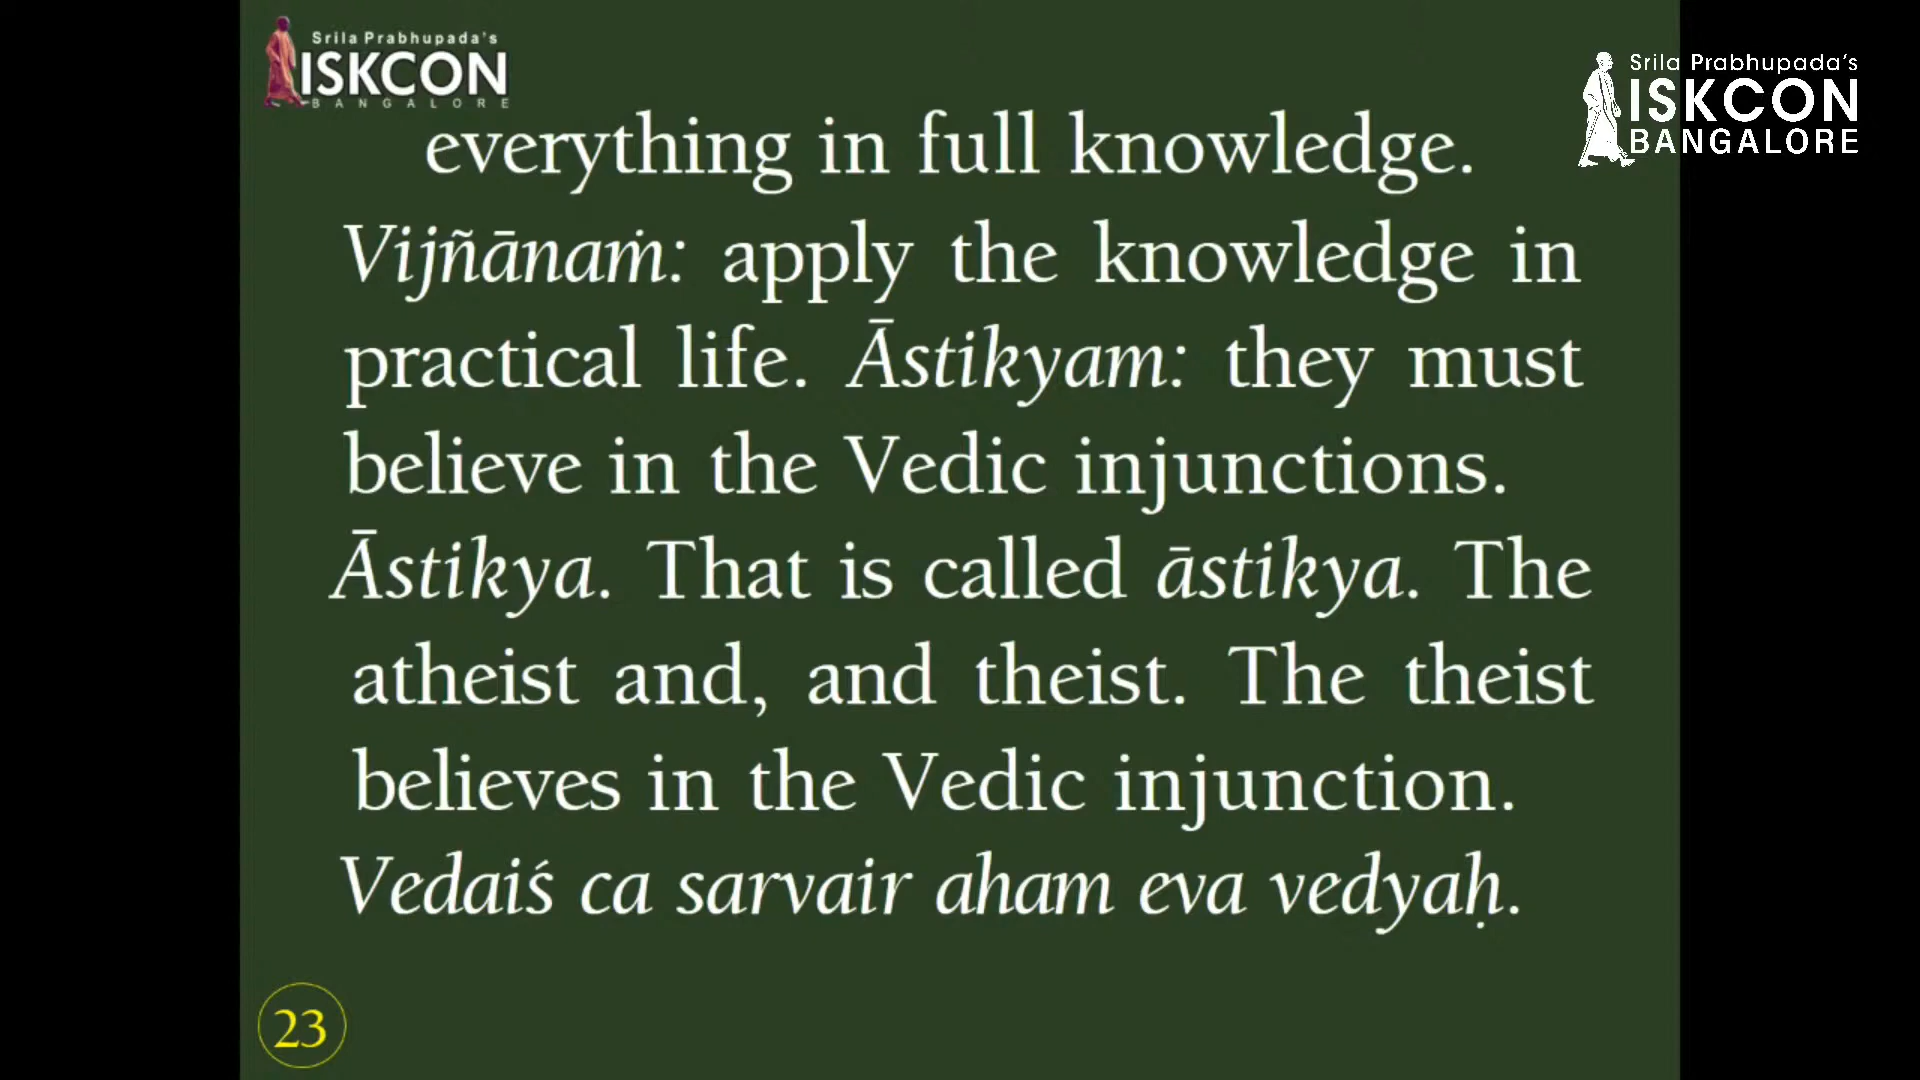 Srila Prabhupada's
ISKCON
BANGALORE
Srila Prabhupada's
ISKCON
BANGALORE
everything in full knowledge.
Vijñānaṁ: apply the knowledge in
practical life. Āstikyam: they must
believe in the Vedic injunctions.
Āstikya. That is called āstikya. The
atheist and, and theist. The theist
believes in the Vedic injunction.
Vedaiś ca sarvair aham eva vedyaḥ.
23